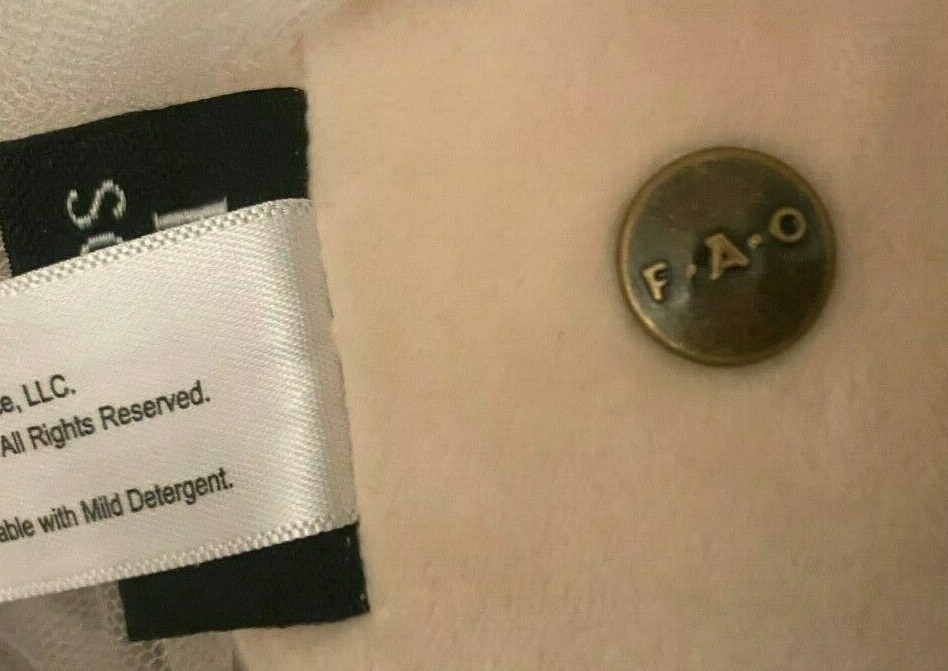 F·A·O
e, LLC.
All Rights Reserved.
able with Mild Detergent.